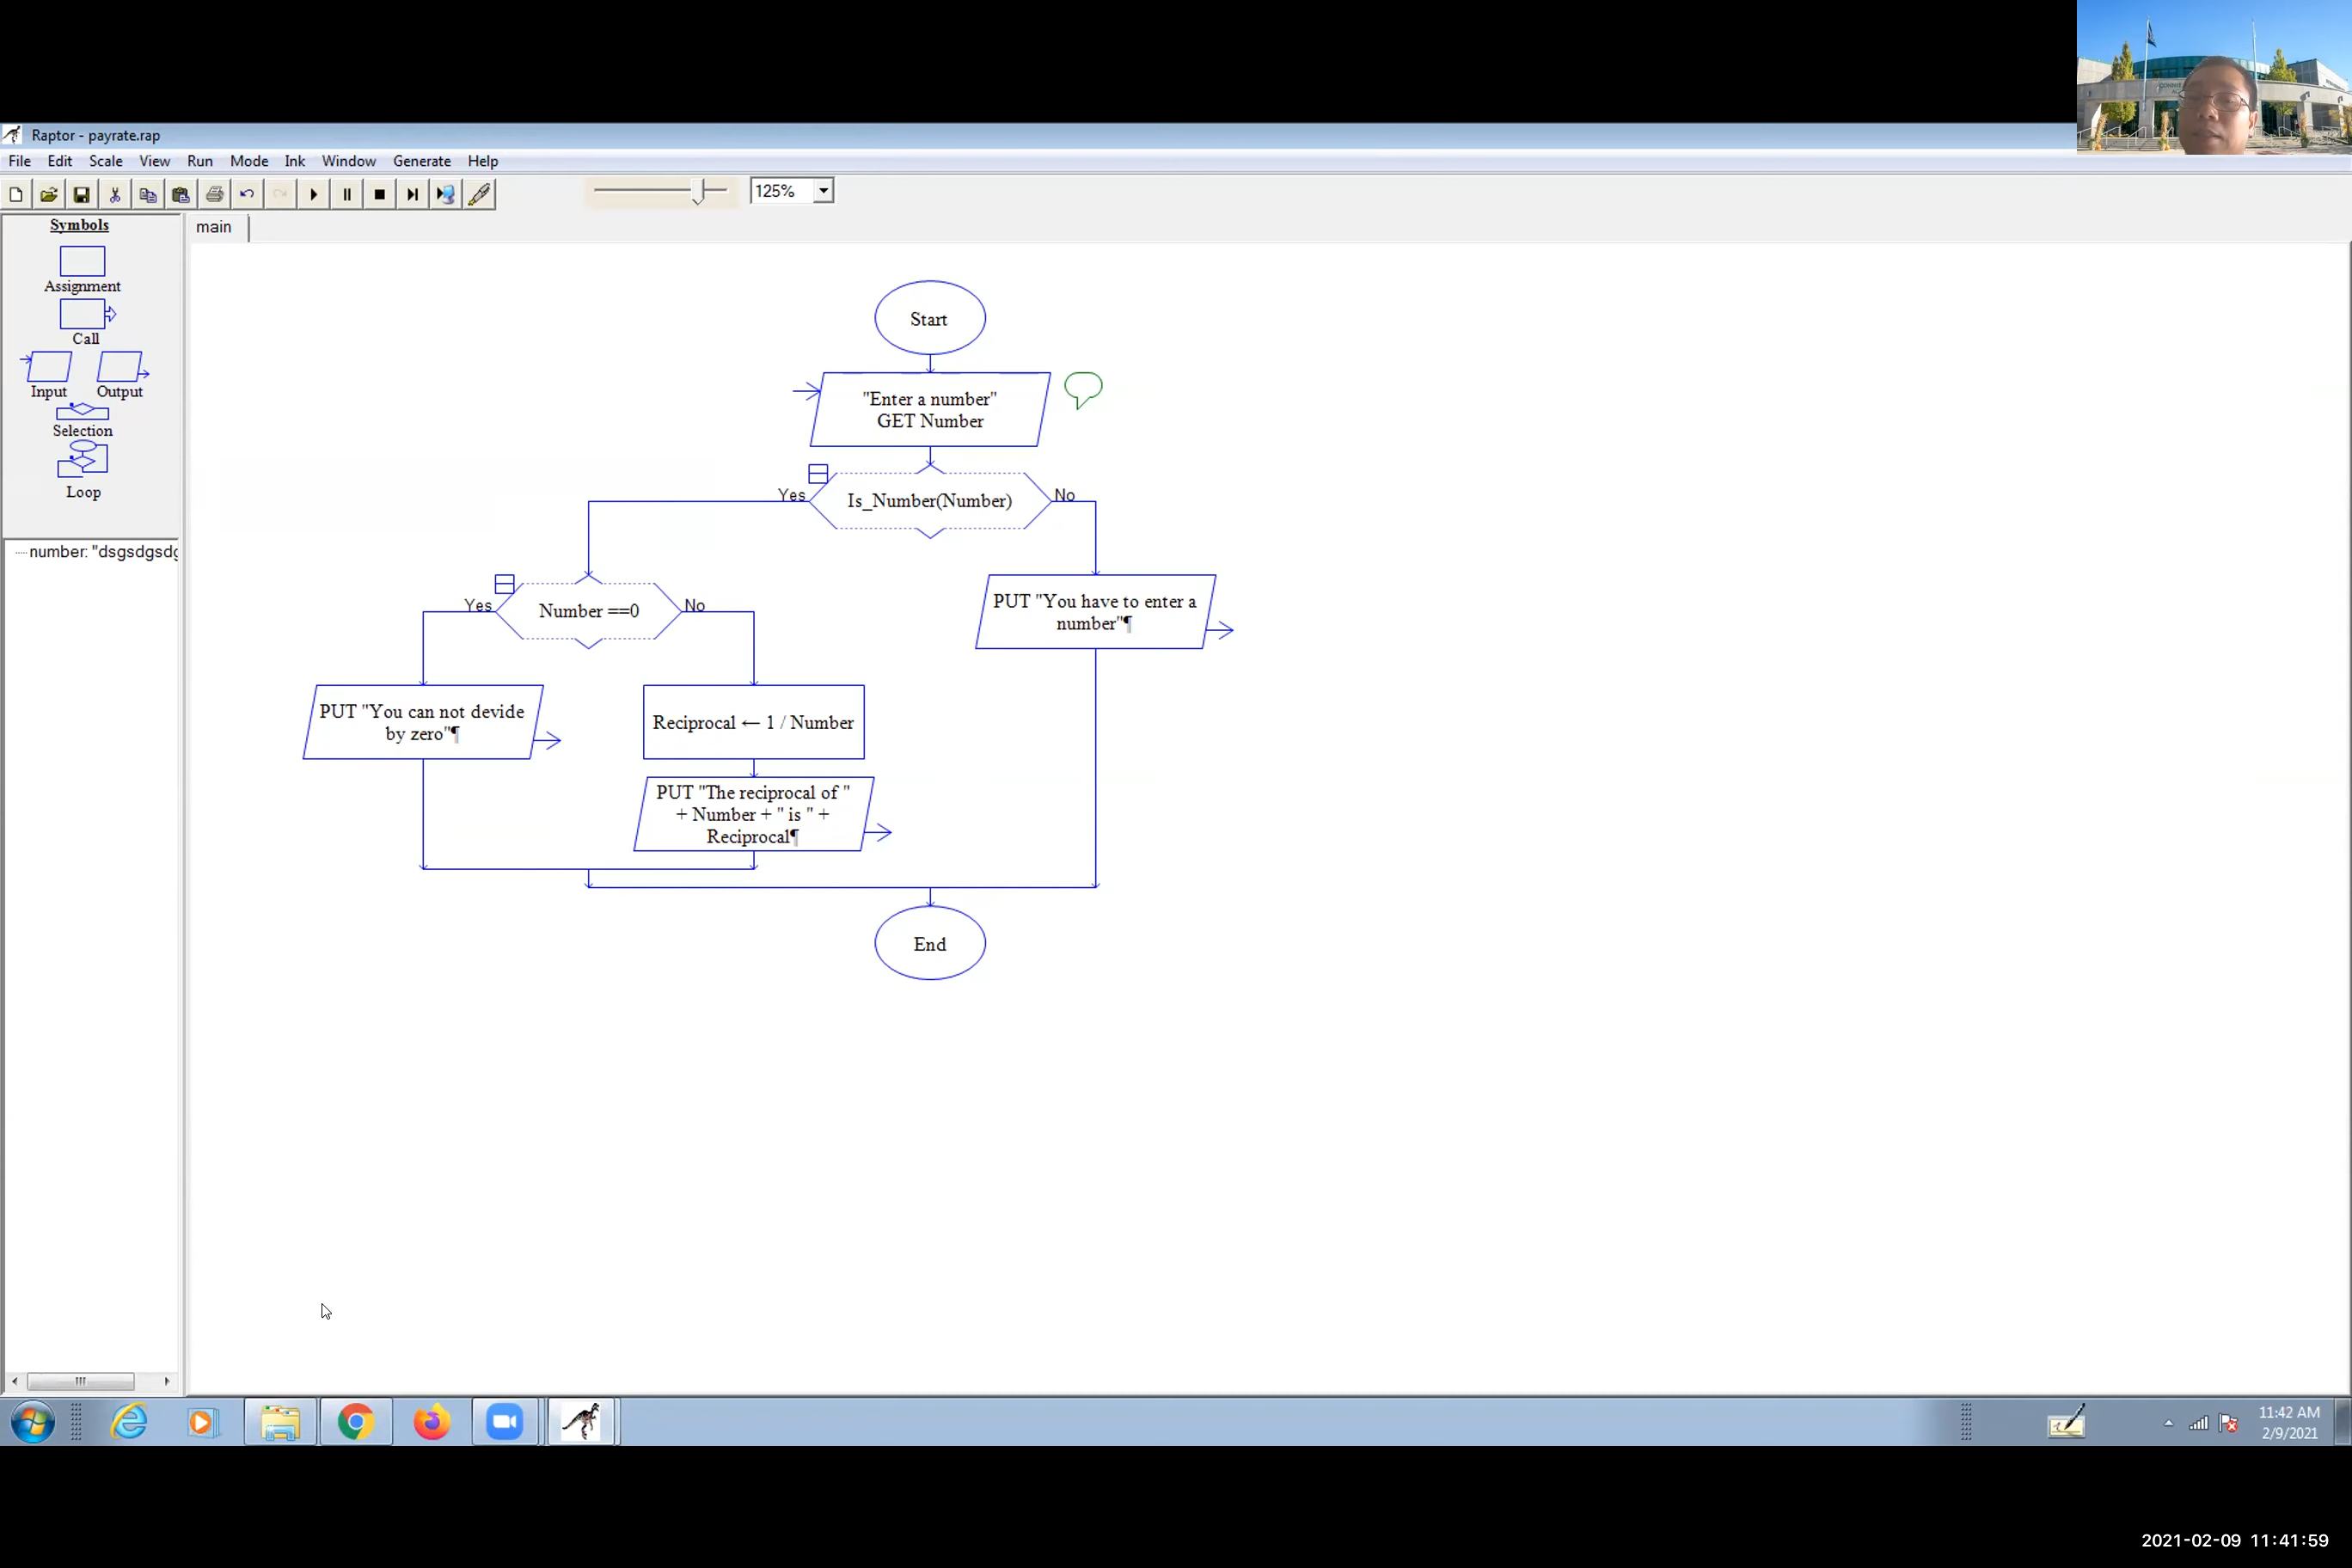 Raptor - payrate.rap
File Edit Scale View Run Mode Ink Window Generate Help
125%
Symbols
main
Assignment
Call
Input Output
Selection
Loop
number: "dsgsdgsdg
Start
"Enter a number"
GET Number
Yes
Is_Number(Number)
No
Yes
Number ==0
No
PUT "You have to enter a
number"¶
PUT "You can not devide
by zero"¶
Reciprocal ← 1 / Number
PUT "The reciprocal of "
+ Number + " is " +
Reciprocal¶
End
11:42 AM
2/9/2021
2021-02-09 11:41:59